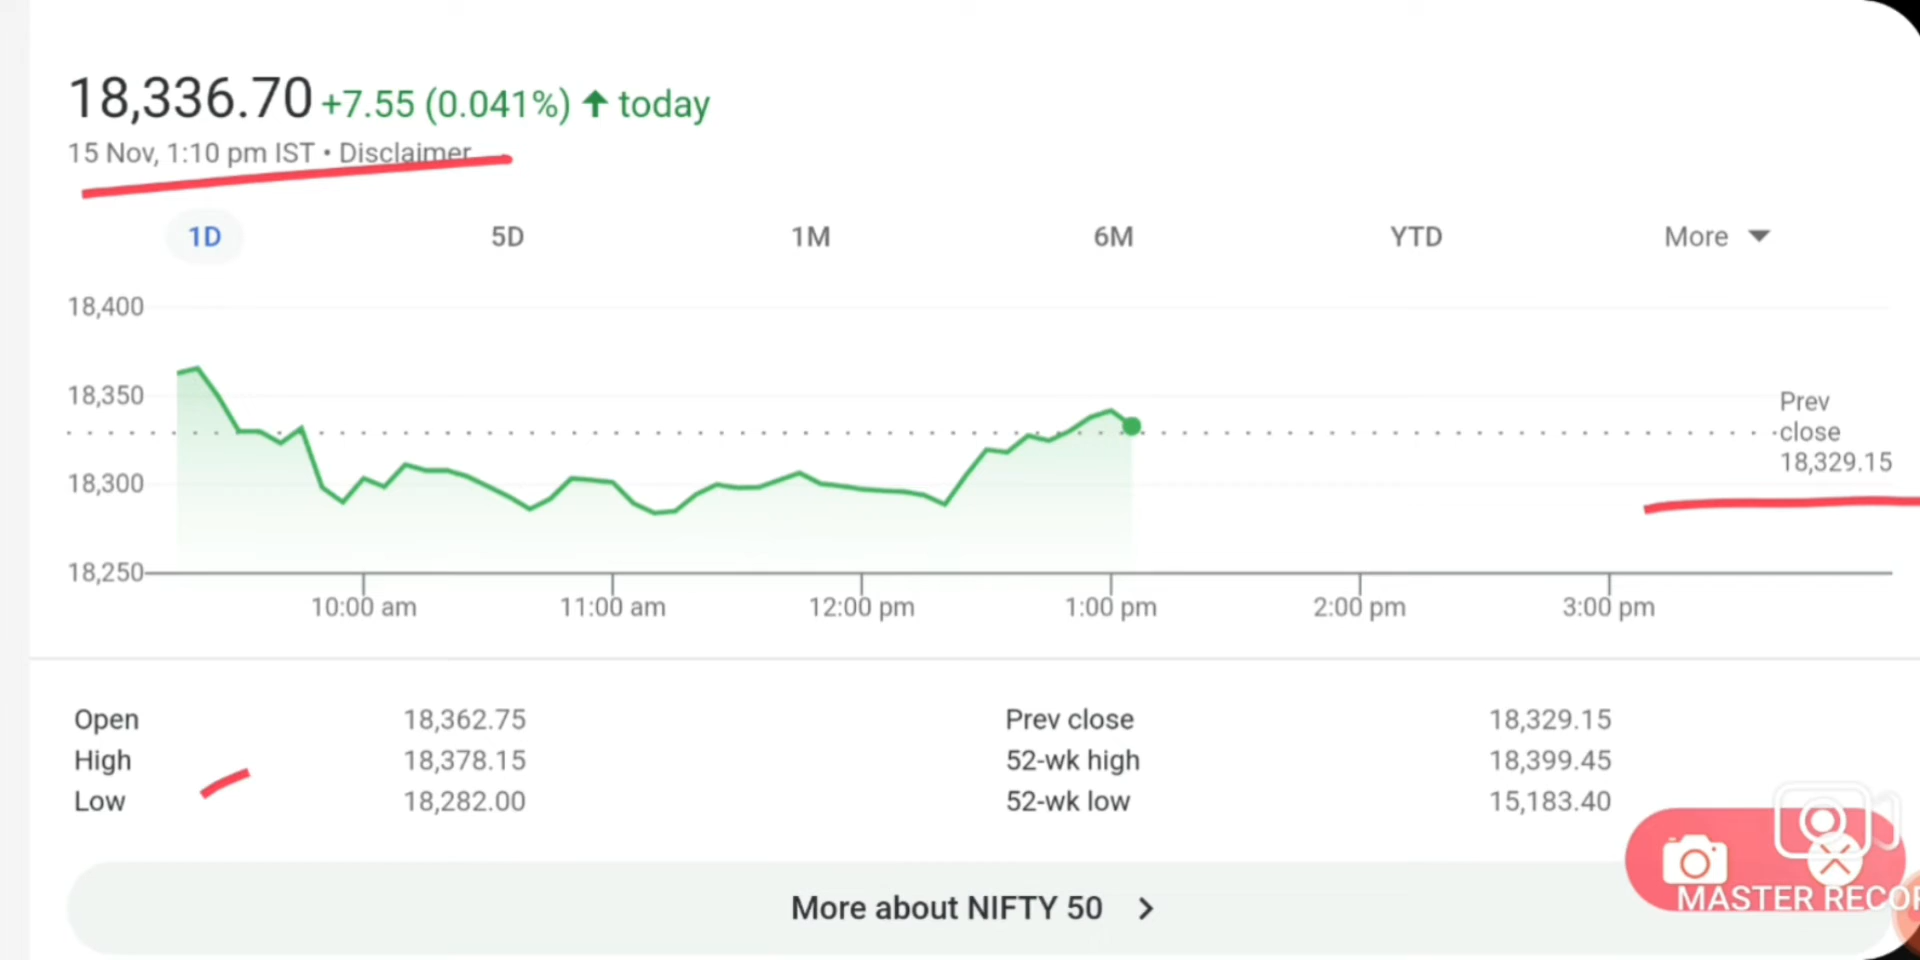 18,336.70 +7.55 (0.041%) ↑ today
15 Nov, 1:10 pm IST • Disclaimer
1D 5D 1M 6M YTD More
18,400
18,350
18,300
18,250
Prev
close
18,329.15
10:00 am 11:00 am 12:00 pm 1:00 pm 2:00 pm 3:00 pm
Open 18,362.75 Prev close 18,329.15
High 18,378.15 52-wk high 18,399.45
Low 18,282.00 52-wk low 15,183.40
More about NIFTY 50
MASTER RECOR